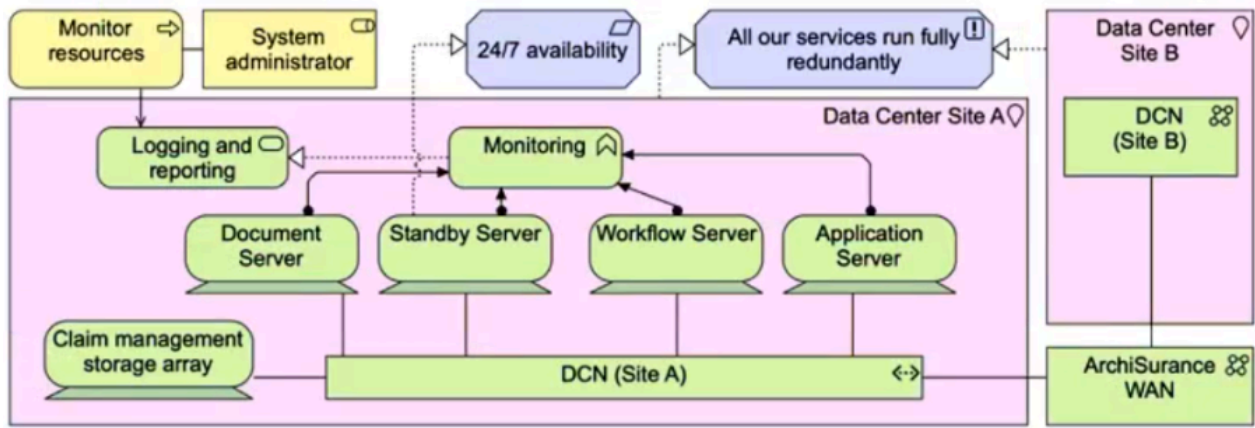 Monitor
resources
System
administrator
24/7 availability
All our services run fully
redundantly
Data Center
Site B
Data Center Site A
DCN
(Site B)
Logging and
reporting
Monitoring
Document
Server
Standby Server
Workflow Server
Application
Server
Claim management
storage array
DCN (Site A)
ArchiSurance
WAN